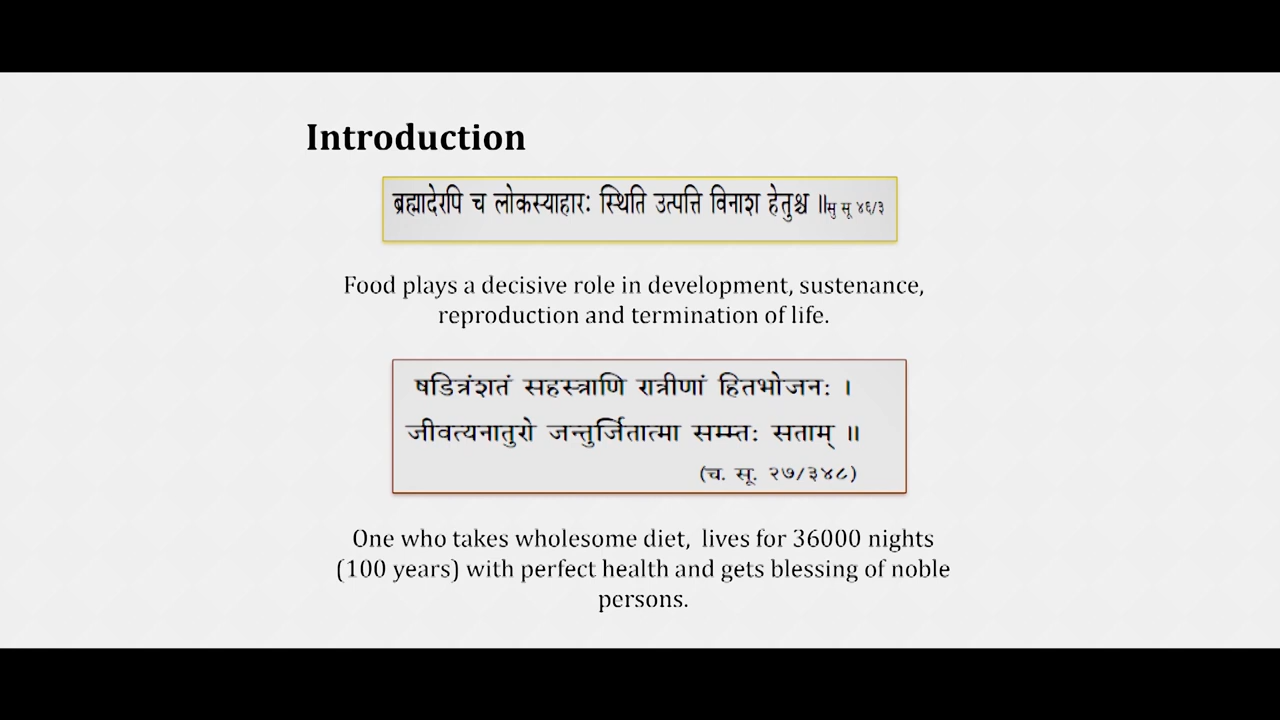 Introduction
ब्रह्मादेरपि च लोकस्याहारः स्थिति उत्पत्ति विनाश हेतुश्च ॥सु सू ४६/३
Food plays a decisive role in development, sustenance,
reproduction and termination of life.
षडित्रंशतं सहस्त्राणि रात्रीणां हितभोजनः ।
जीवत्यनातुरो जन्तुर्जितात्मा सम्म्तः सताम् ॥
(च. सू. २७/३४८)
One who takes wholesome diet, lives for 36000 nights
(100 years) with perfect health and gets blessing of noble
persons.